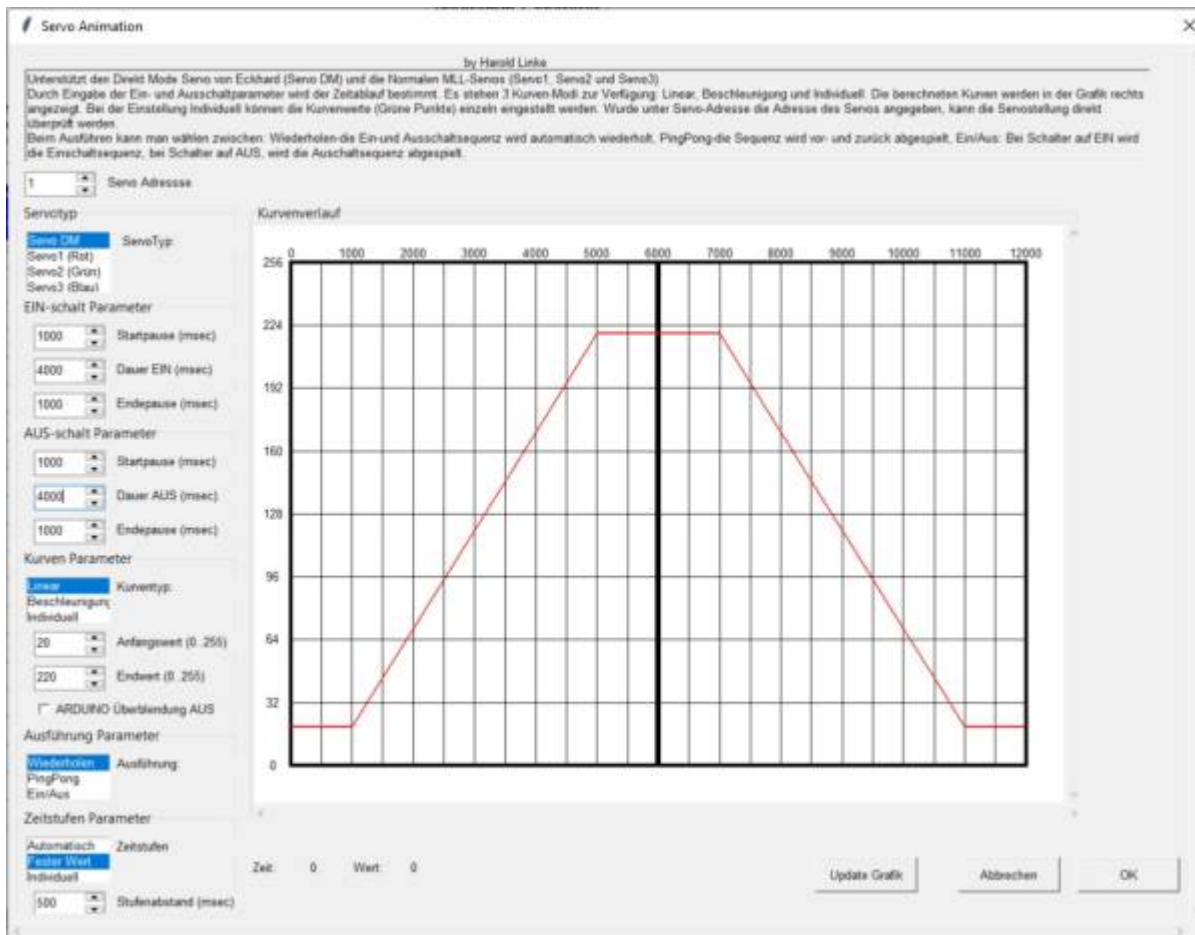 Servo Animation
by Harold Linke
Unterstützt den Direkt Mode Servo von Eckhard (Servo DM) und die Normalen MLL-Servos (Servo1, Servo2 und Servo3)
Durch Eingabe der Ein- und Ausschaltparameter wird der Zeitablauf bestimmt. Es stehen 3 Kurven-Modi zur Verfügung: Linear, Beschleunigung und Individuell. Die berechneten Kurven werden in der Grafik rechts
angezeigt. Bei der Einstellung Individuell können die Kurvenwerte (Grüne Punkte) einzeln eingestellt werden. Wurde unter Servo-Adresse die Adresse des Servos angegeben, kann die Servostellung direkt
überprüft werden.
Beim Ausführen kann man wählen zwischen: Wiederholen-die Ein-und Ausschaltsequenz wird automatisch wiederholt, PingPong-die Sequenz wird vor- und zurück abgespielt, Ein/Aus: Bei Schalter auf EIN wird
die Einschaltsequenz, bei Schalter auf AUS, wird die Auschaltsequenz abgespielt.
1 Servo Adressse
Servotyp
Servo DM ServoTyp:
Servo1 (Rot)
Servo2 (Grün)
Servo3 (Blau)
EIN-schalt Parameter
1000 Startpause (msec)
4000 Dauer EIN (msec)
1000 Endepause (msec)
AUS-schalt Parameter
1000 Startpause (msec)
4000 Dauer AUS (msec)
1000 Endepause (msec)
Kurven Parameter
Linear Kurventyp:
Beschleunigung
Individuell
20 Anfangswert (0..255)
220 Endwert (0..255)
ARDUINO Überblendung AUS
Ausführung Parameter
Wiederholen Ausführung:
PingPong
Ein/Aus
Zeitstufen Parameter
Automatisch Zeitstufen
Fester Wert
Individuell
500 Stufenabstand (msec)
Kurvenverlauf
0 1000 2000 3000 4000 5000 6000 7000 8000 9000 10000 11000 12000
256
224
192
160
128
96
64
32
0
Zeit: 0 Wert: 0
Update Grafik Abbrechen OK